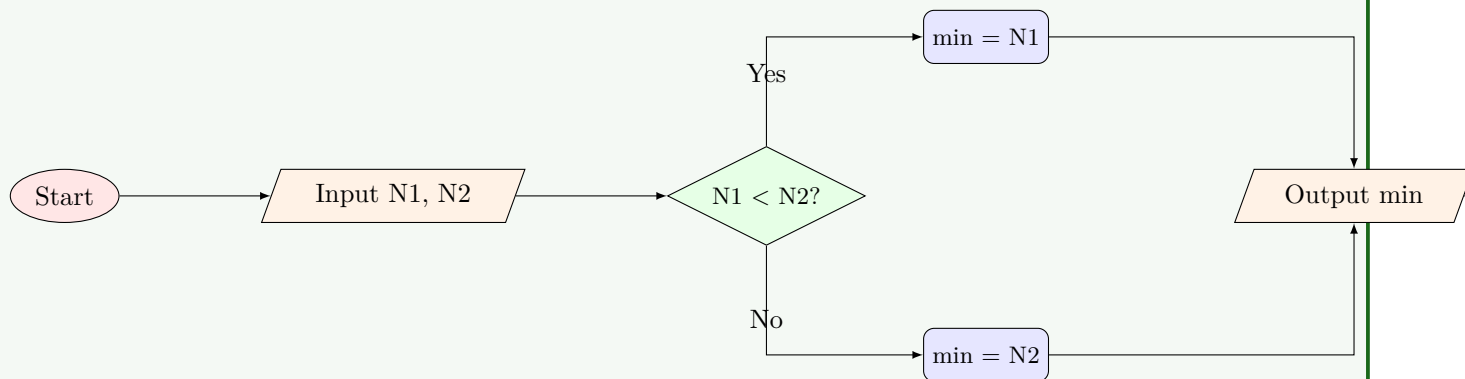 Start
Input N1, N2
N1 < N2?
Yes
min = N1
No
min = N2
Output min